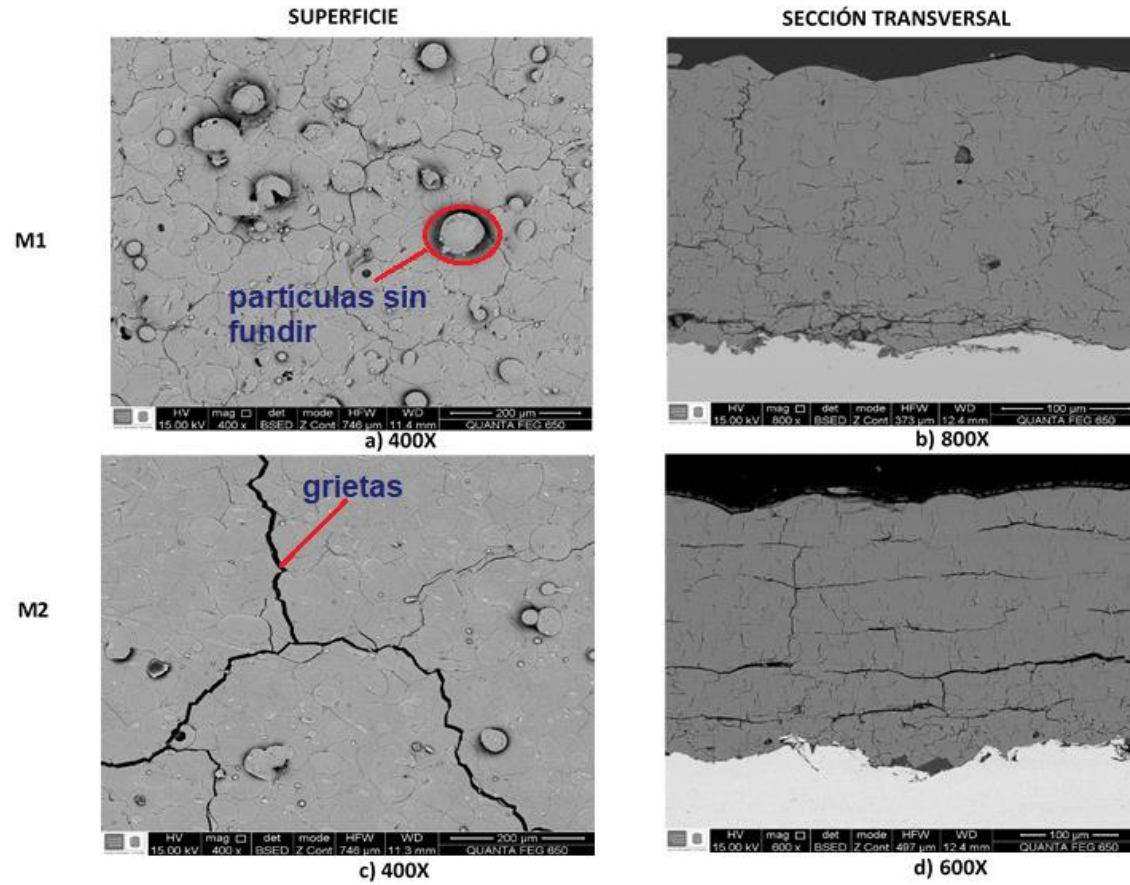 SUPERFICIE
SECCIÓN TRANSVERSAL
M1
partículas sin
fundir
HV mag □ det mode HFW WD 200 µm
15.00 kV 400 x BSED Z Cont 746 µm 11.4 mm QUANTA FEG 650
a) 400X
HV mag □ det mode HFW WD 100 µm
15.00 kV 800 x BSED Z Cont 373 µm 12.4 mm QUANTA FEG 650
b) 800X
M2
grietas
HV mag □ det mode HFW WD 200 µm
15.00 kV 400 x BSED Z Cont 746 µm 11.3 mm QUANTA FEG 650
c) 400X
HV mag □ det mode HFW WD 100 µm
15.00 kV 600 x BSED Z Cont 497 µm 12.4 mm QUANTA FEG 650
d) 600X